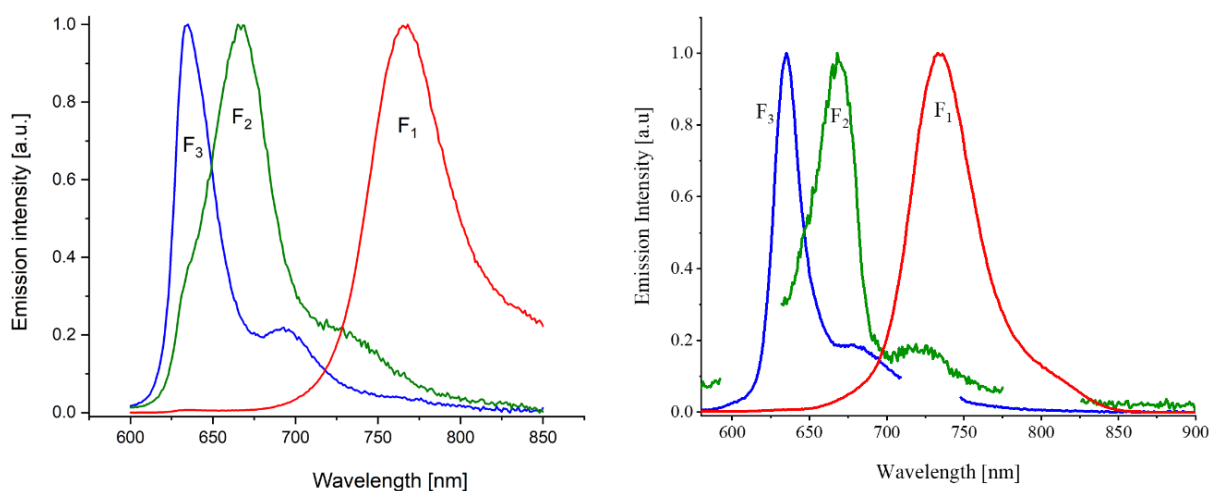 1.0
0.8
0.6
0.4
0.2
0.0
600 650 700 750 800 850
Emission intensity [a.u.]
Wavelength [nm]
F3
F2
F1
1.0
0.8
0.6
0.4
0.2
0.0
600 650 700 750 800 850 900
Emission Intensity [a.u]
Wavelength [nm]
F3
F2
F1